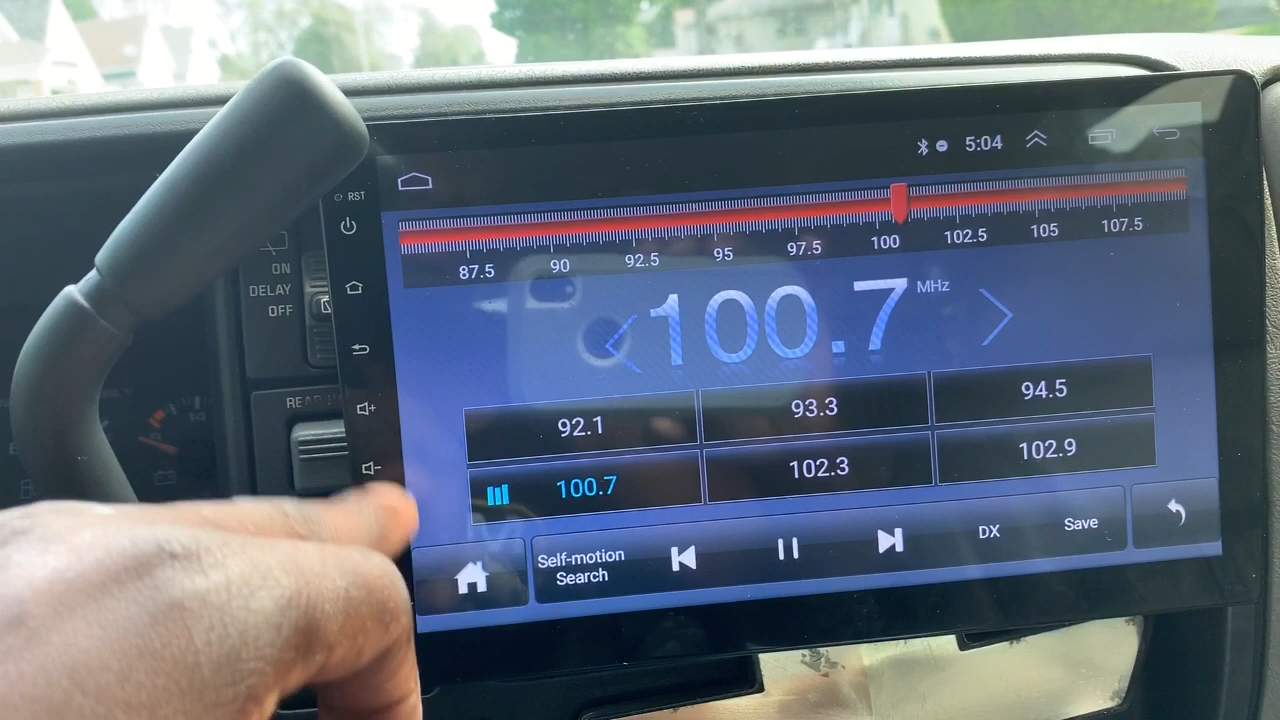 RST
5:04
87.5 90 92.5 95 97.5 100 102.5 105 107.5
100.7 MHz
92.1 93.3 94.5
100.7 102.3 102.9
Self-motion
Search
DX
Save
ON
DELAY
OFF
REAR